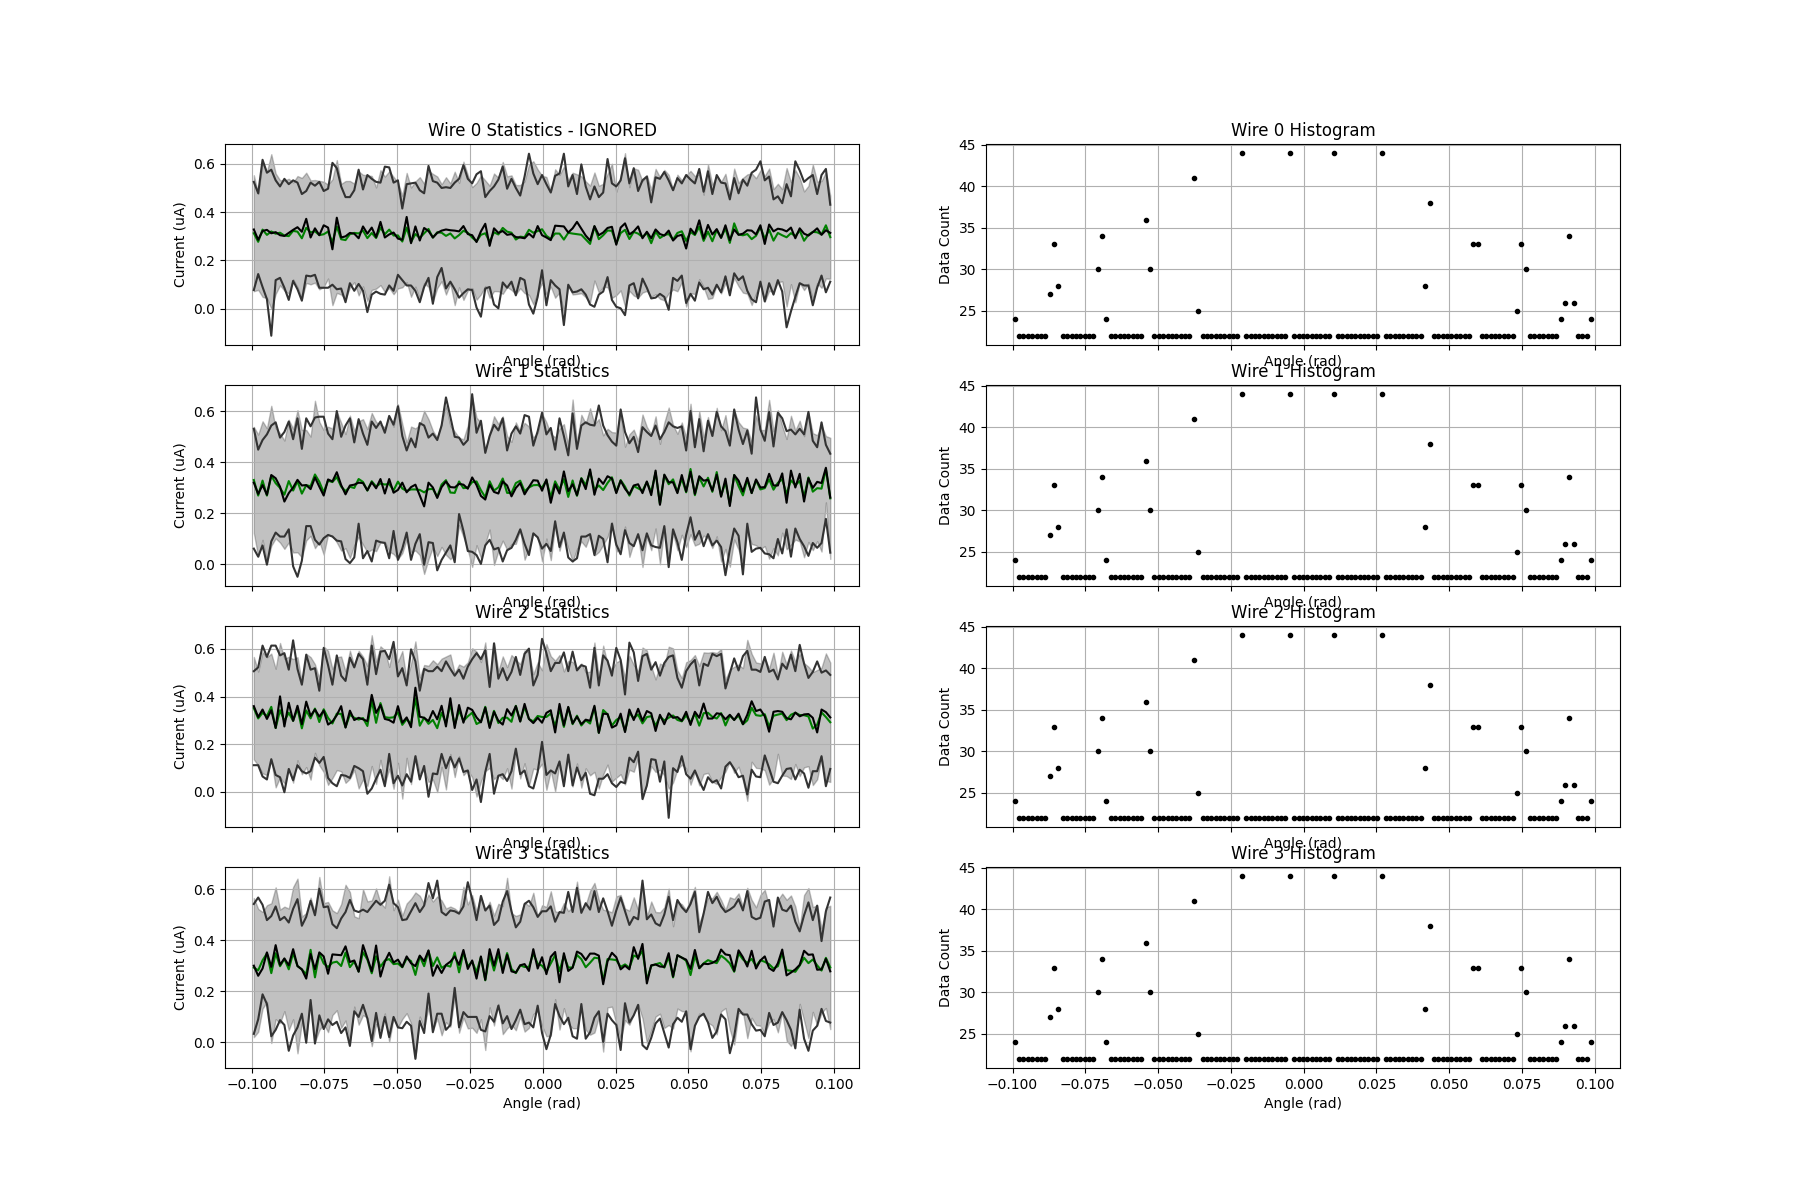 Wire 0 Statistics - IGNORED
0.6
0.4
0.2
0.0
Current (uA)
Angle (rad)
Wire 0 Histogram
45
40
35
30
25
Data Count
Angle (rad)
Wire 1 Statistics
0.6
0.4
0.2
0.0
Current (uA)
Angle (rad)
Wire 1 Histogram
45
40
35
30
25
Data Count
Angle (rad)
Wire 2 Statistics
0.6
0.4
0.2
0.0
Current (uA)
Angle (rad)
Wire 2 Histogram
45
40
35
30
25
Data Count
Angle (rad)
Wire 3 Statistics
0.6
0.4
0.2
0.0
Current (uA)
−0.100 −0.075 −0.050 −0.025 0.000 0.025 0.050 0.075 0.100
Angle (rad)
Wire 3 Histogram
45
40
35
30
25
Data Count
−0.100 −0.075 −0.050 −0.025 0.000 0.025 0.050 0.075 0.100
Angle (rad)